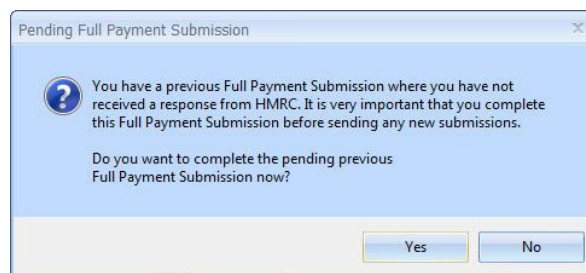 Pending Full Payment Submission
You have a previous Full Payment Submission where you have not
received a response from HMRC. It is very important that you complete
this Full Payment Submission before sending any new submissions.
Do you want to complete the pending previous
Full Payment Submission now?
Yes
No